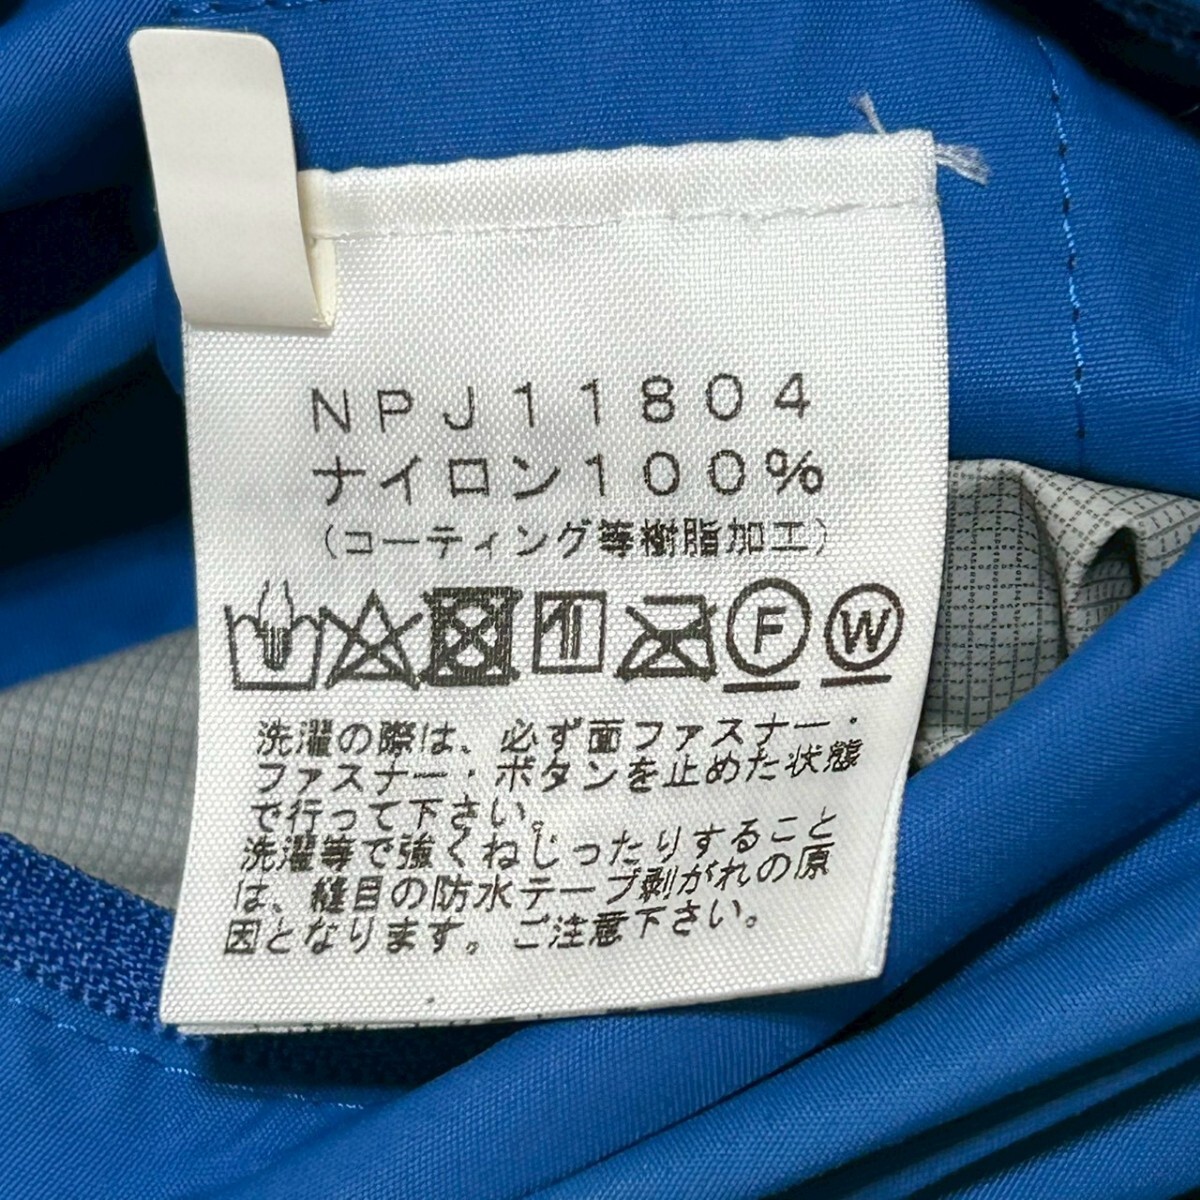 NPJ11804
ナイロン100%
(コーティング等樹脂加工)
F W
洗濯の際は、必ず面ファスナー・
ファスナー・ボタンを止めた状態
で行って下さい。
洗濯等で強くねじったりすること
は、縫目の防水テープ剥がれの原
因となります。ご注意下さい。